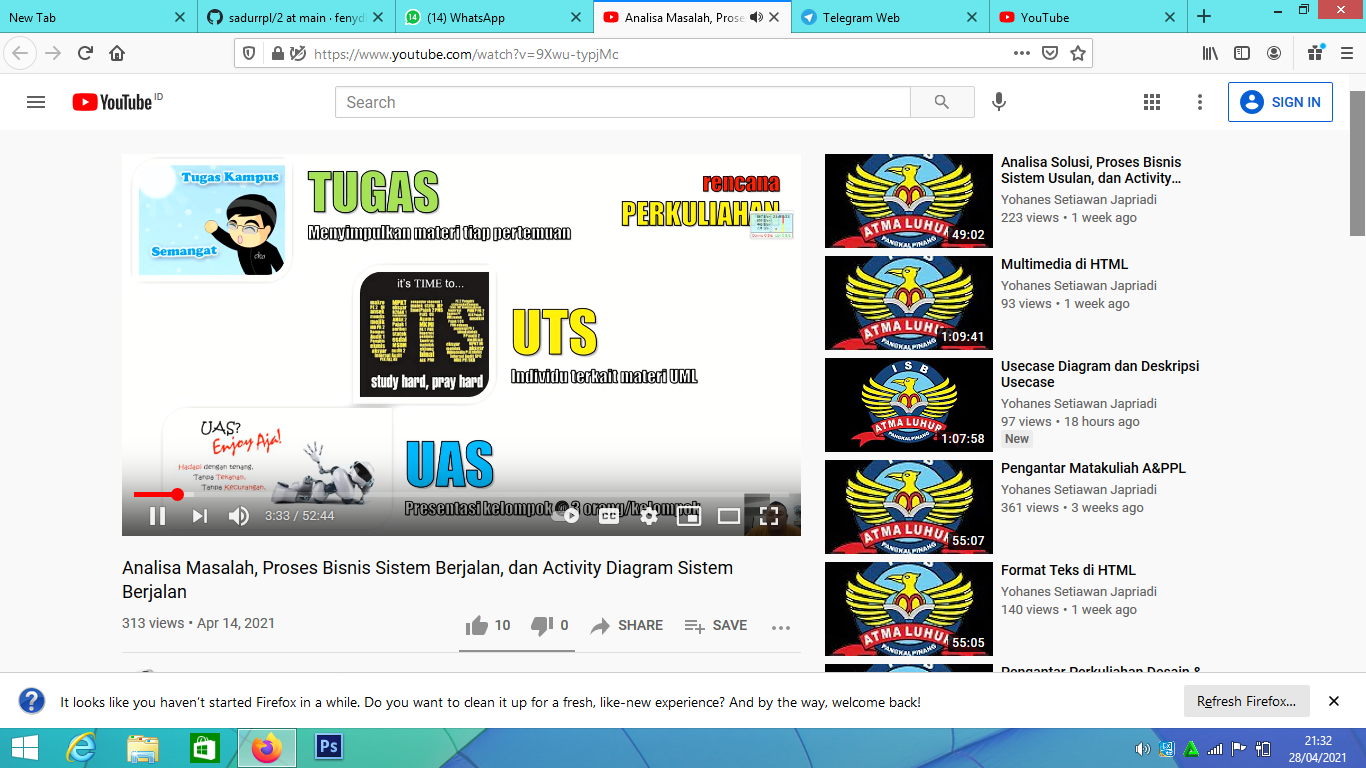 New Tab
sadurrpl/2 at main · fenyd
(14) WhatsApp
Analisa Masalah, Prose
Telegram Web
YouTube
https://www.youtube.com/watch?v=9Xwu-typjMc
YouTube ID
Search
SIGN IN
Tugas Kampus
Semangat
TUGAS
Menyimpulkan materi tiap pertemuan
rencana
PERKULIAHAN
it's TIME to...
UTS
study hard, pray hard
UTS
Individu terkait materi UML
UAS?
Enjoy Aja!
Hadapi dengan tenang,
Tanpa Tekanan,
Tanpa Kecurangan.
UAS
Presentasi kelompok @ 3 orang/kelompok
CC
3:33 / 52:44
Analisa Masalah, Proses Bisnis Sistem Berjalan, dan Activity Diagram Sistem
Berjalan
313 views • Apr 14, 2021
10
0
SHARE
SAVE
ATMA LUHUR
49:02
Analisa Solusi, Proses Bisnis
Sistem Usulan, dan Activity…
Yohanes Setiawan Japriadi
223 views • 1 week ago
ATMA LUHUR
1:09:41
Multimedia di HTML
Yohanes Setiawan Japriadi
93 views • 1 week ago
ISB
ATMA LUHUR
PANGKALPINANG
1:07:58
Usecase Diagram dan Deskripsi
Usecase
Yohanes Setiawan Japriadi
97 views • 18 hours ago
New
ATMA LUHUR
PANGKALPINANG
55:07
Pengantar Matakuliah A&PPL
Yohanes Setiawan Japriadi
361 views • 3 weeks ago
ATMA LUHUR
55:05
Format Teks di HTML
Yohanes Setiawan Japriadi
140 views • 1 week ago
Pengantar Perkuliahan Desain &
It looks like you haven't started Firefox in a while. Do you want to clean it up for a fresh, like-new experience? And by the way, welcome back!
Refresh Firefox...
Ps
21:32
28/04/2021